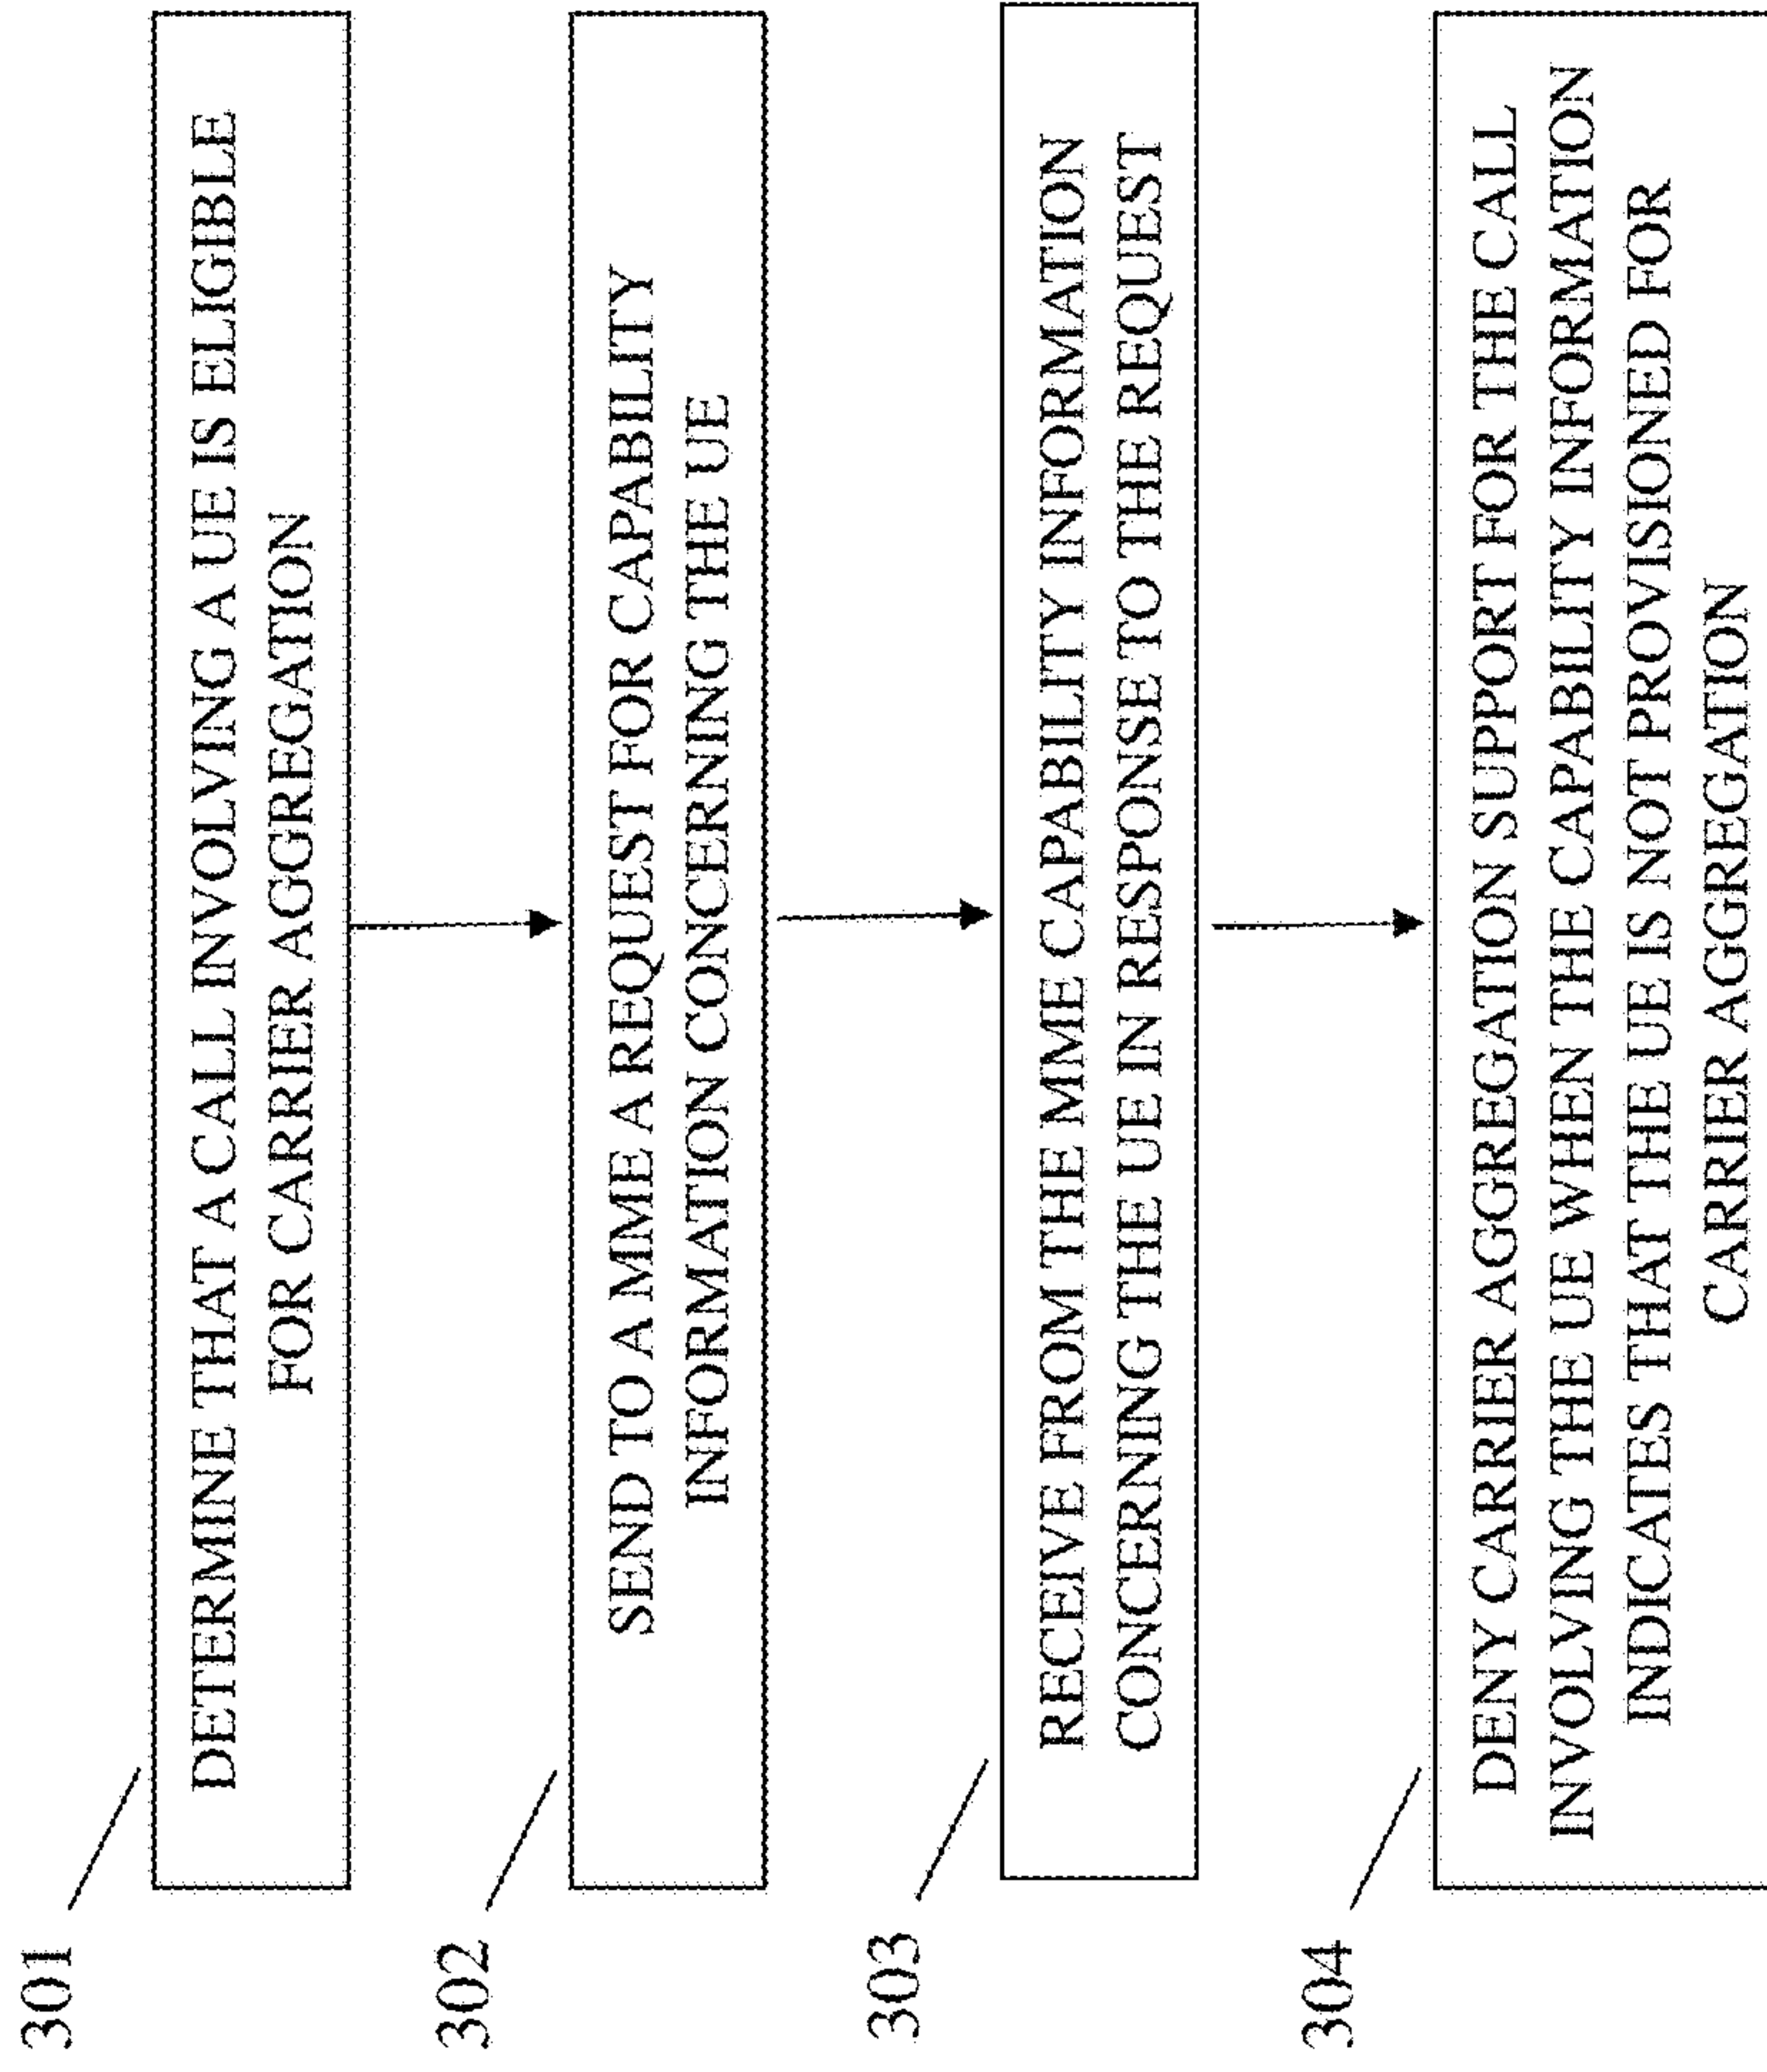 301
DETERMINE THAT A CALL INVOLVING A UE IS ELIGIBLE
FOR CARRIER AGGREGATION
302
SEND TO A MME A REQUEST FOR CAPABILITY
INFORMATION CONCERNING THE UE
303
RECEIVE FROM THE MME CAPABILITY INFORMATION
CONCERNING THE UE IN RESPONSE TO THE REQUEST
304
DENY CARRIER AGGREGATION SUPPORT FOR THE CALL
INVOLVING THE UE WHEN THE CAPABILITY INFORMATION
INDICATES THAT THE UE IS NOT PROVISIONED FOR
CARRIER AGGREGATION